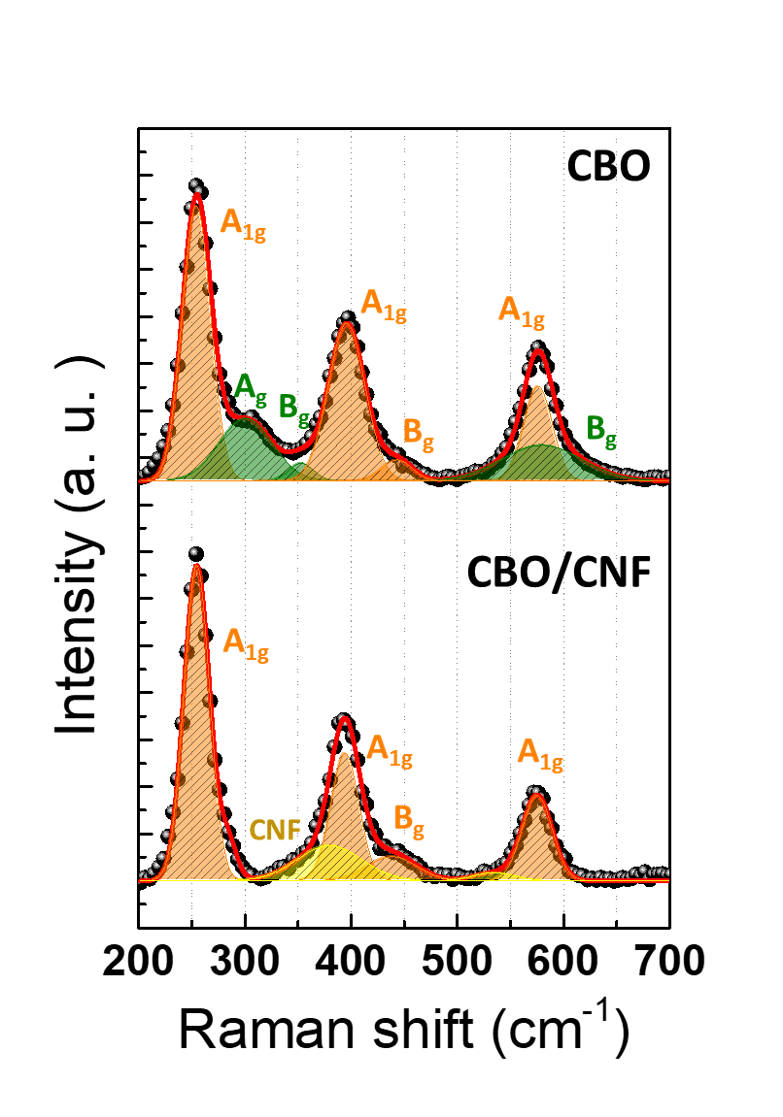 CBO
A1g
A1g
A1g
Ag
Bg
Bg
Bg
CBO/CNF
A1g
A1g
A1g
CNF
Bg
200 300 400 500 600 700
Raman shift (cm-1)
Intensity (a. u. )